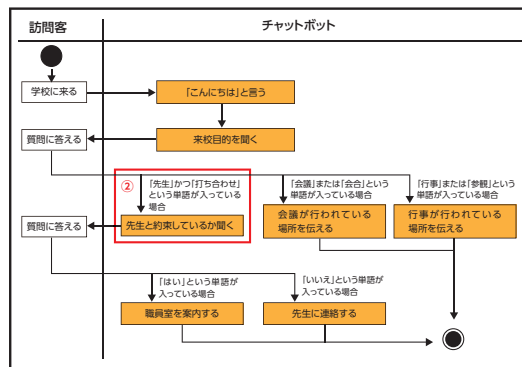 訪問客
チャットボット
学校に来る
「こんにちは」と言う
質問に答える
来校目的を聞く
②
「先生」かつ「打ち合わせ」
という単語が入っている
場合
「会議」または「会合」という
単語が入っている場合
「行事」または「参観」という
単語が入っている場合
質問に答える
先生と約束しているか聞く
会議が行われている
場所を伝える
行事が行われている
場所を伝える
「はい」という単語が
入っている場合
「いいえ」という単語が
入っている場合
職員室を案内する
先生に連絡する